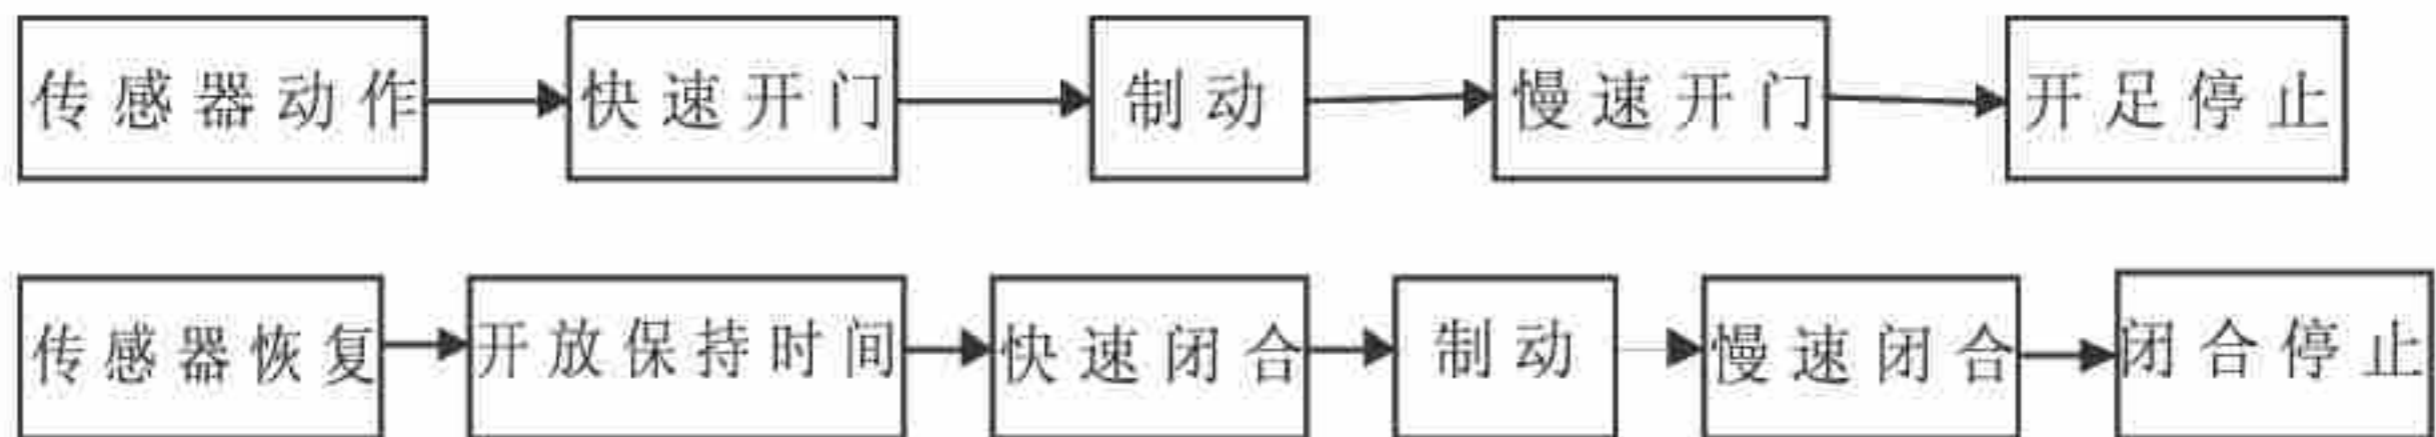 传感器动作 快速开门 制动 慢速开门 开足停止
传感器恢复 开放保持时间 快速闭合 制动 慢速闭合 闭合停止